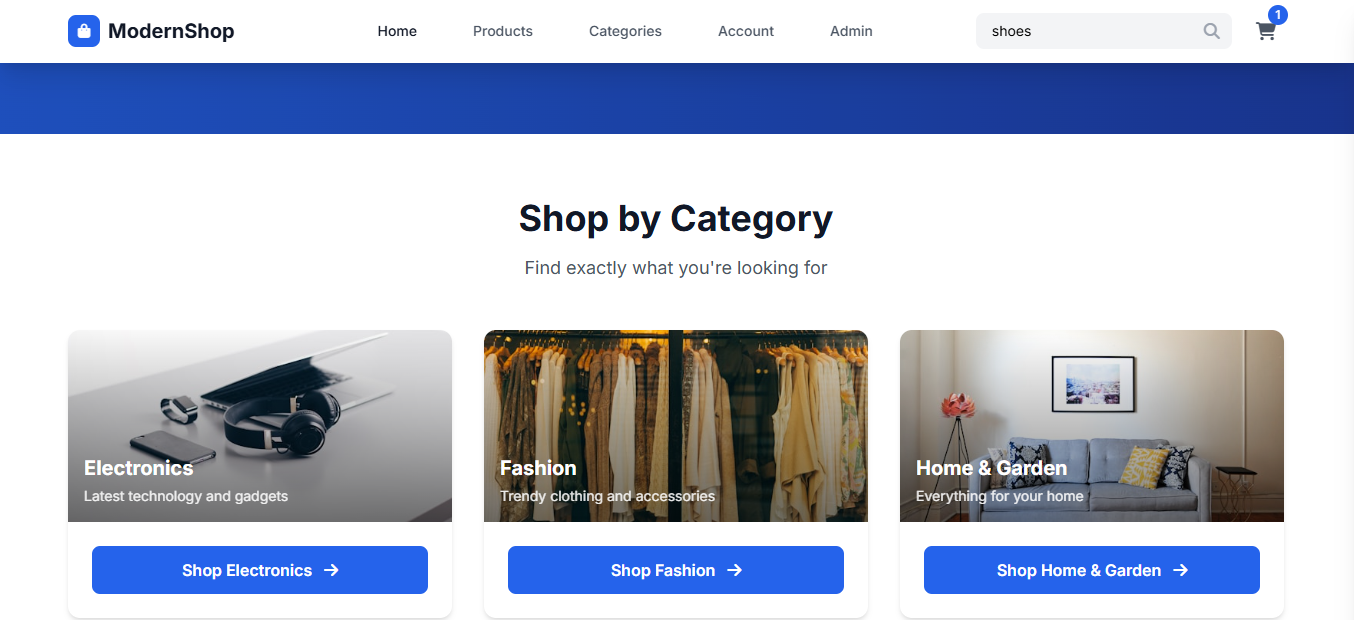 ModernShop
Home Products Categories Account Admin
shoes
1
Shop by Category
Find exactly what you're looking for
Electronics
Latest technology and gadgets
Shop Electronics →
Fashion
Trendy clothing and accessories
Shop Fashion →
Home & Garden
Everything for your home
Shop Home & Garden →